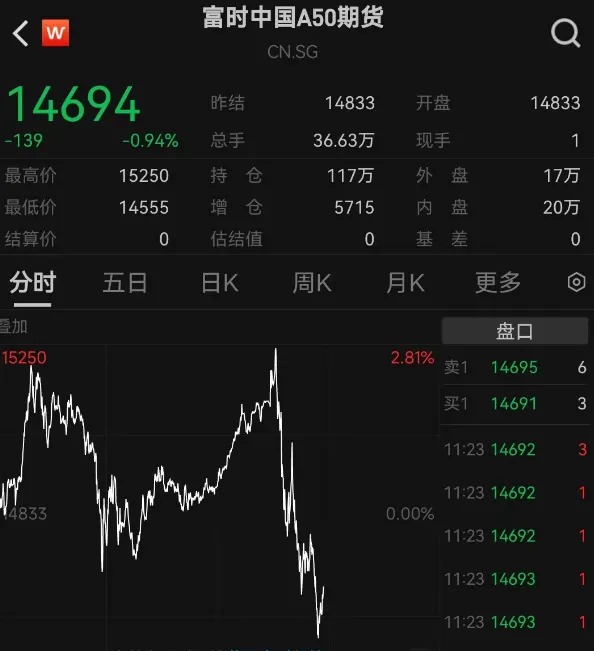 富时中国A50期货
W
CN.SG
14694
昨结 14833 开盘 14833
-139 -0.94% 总手 36.63万 现手 1
最高价 15250 持仓 117万 外盘 17万
最低价 14555 增仓 5715 内盘 20万
结算价 0 估结值 0 基差 0
分时 五日 日K 周K 月K 更多
叠加
盘口
15250 2.81%
卖1 14695 6
买1 14691 3
11:23 14692 3
11:23 14692 1
14833 0.00%
11:23 14692 1
11:23 14693 1
11:23 14693 1